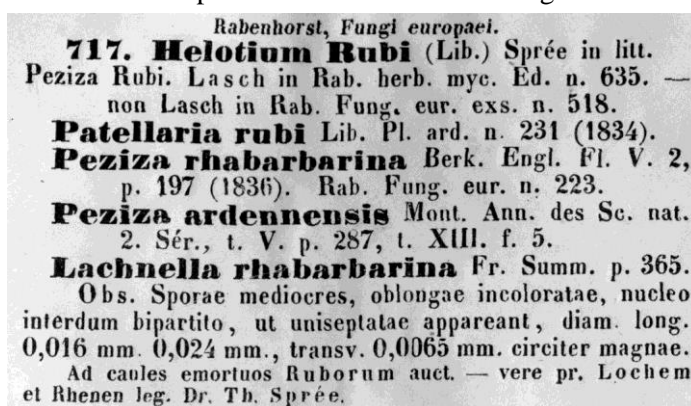 Rabenhorst, Fungi europaei.
717. Helotium Rubi (Lib.) Sprée in litt.
Peziza Rubi. Lasch in Rab. herb. myc. Ed. n. 635. —
non Lasch in Rab. Fung. eur. exs. n. 518.
Patellaria rubi Lib. Pl. ard. n. 231 (1834).
Peziza rhabarbarina Berk. Engl. Fl. V. 2,
p. 197 (1836). Rab. Fung. eur. n. 223.
Peziza ardennensis Mont. Ann. des Sc. nat.
2. Sér., t. V. p. 287, t. XIII. f. 5.
Lachnella rhabarbarina Fr. Summ. p. 365.
Obs. Sporae mediocres, oblongae incoloratae, nucleo
interdum bipartito, ut uniseptatae appareant, diam. long.
0,016 mm. 0,024 mm., transv. 0,0065 mm. circiter magnae.
Ad caules emortuos Ruborum auct. — vere pr. Lochem
et Rhenen leg. Dr. Th. Sprée.